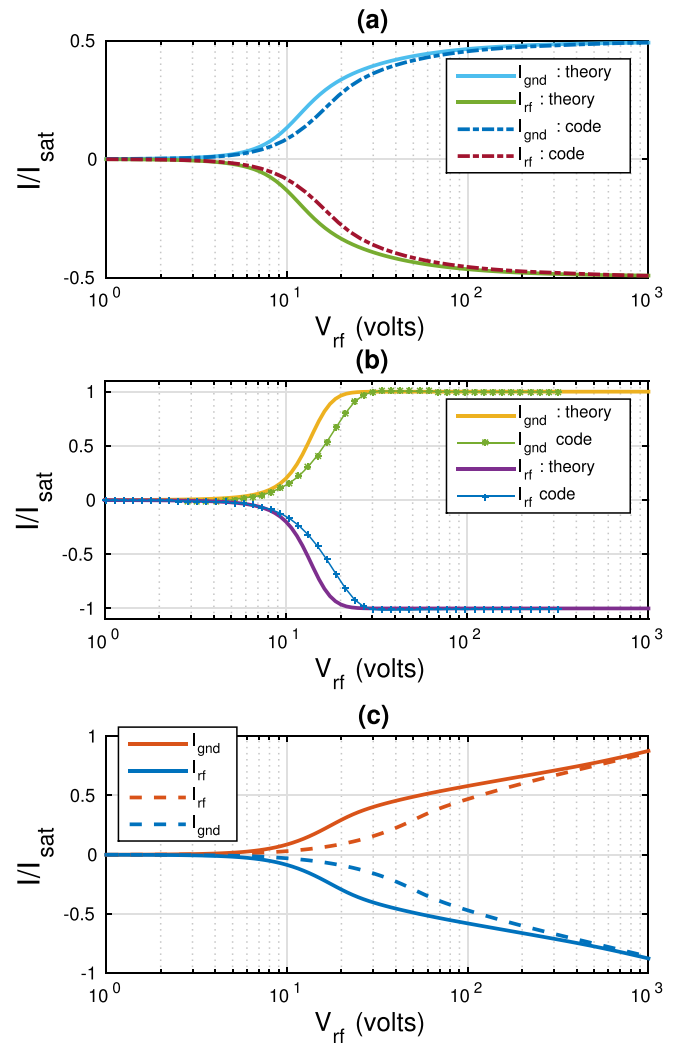 (a)
0.5
0
-0.5
I/I_sat
I_gnd : theory
I_rf : theory
I_gnd : code
I_rf : code
10^0 10^1 10^2 10^3
V_rf (volts)
(b)
1
0.5
0
-0.5
-1
I/I_sat
I_gnd : theory
I_gnd code
I_rf : theory
I_rf code
10^0 10^1 10^2 10^3
V_rf (volts)
(c)
1
0.5
0
-0.5
-1
I/I_sat
I_gnd
I_rf
I_rf
I_gnd
10^0 10^1 10^2 10^3
V_rf (volts)